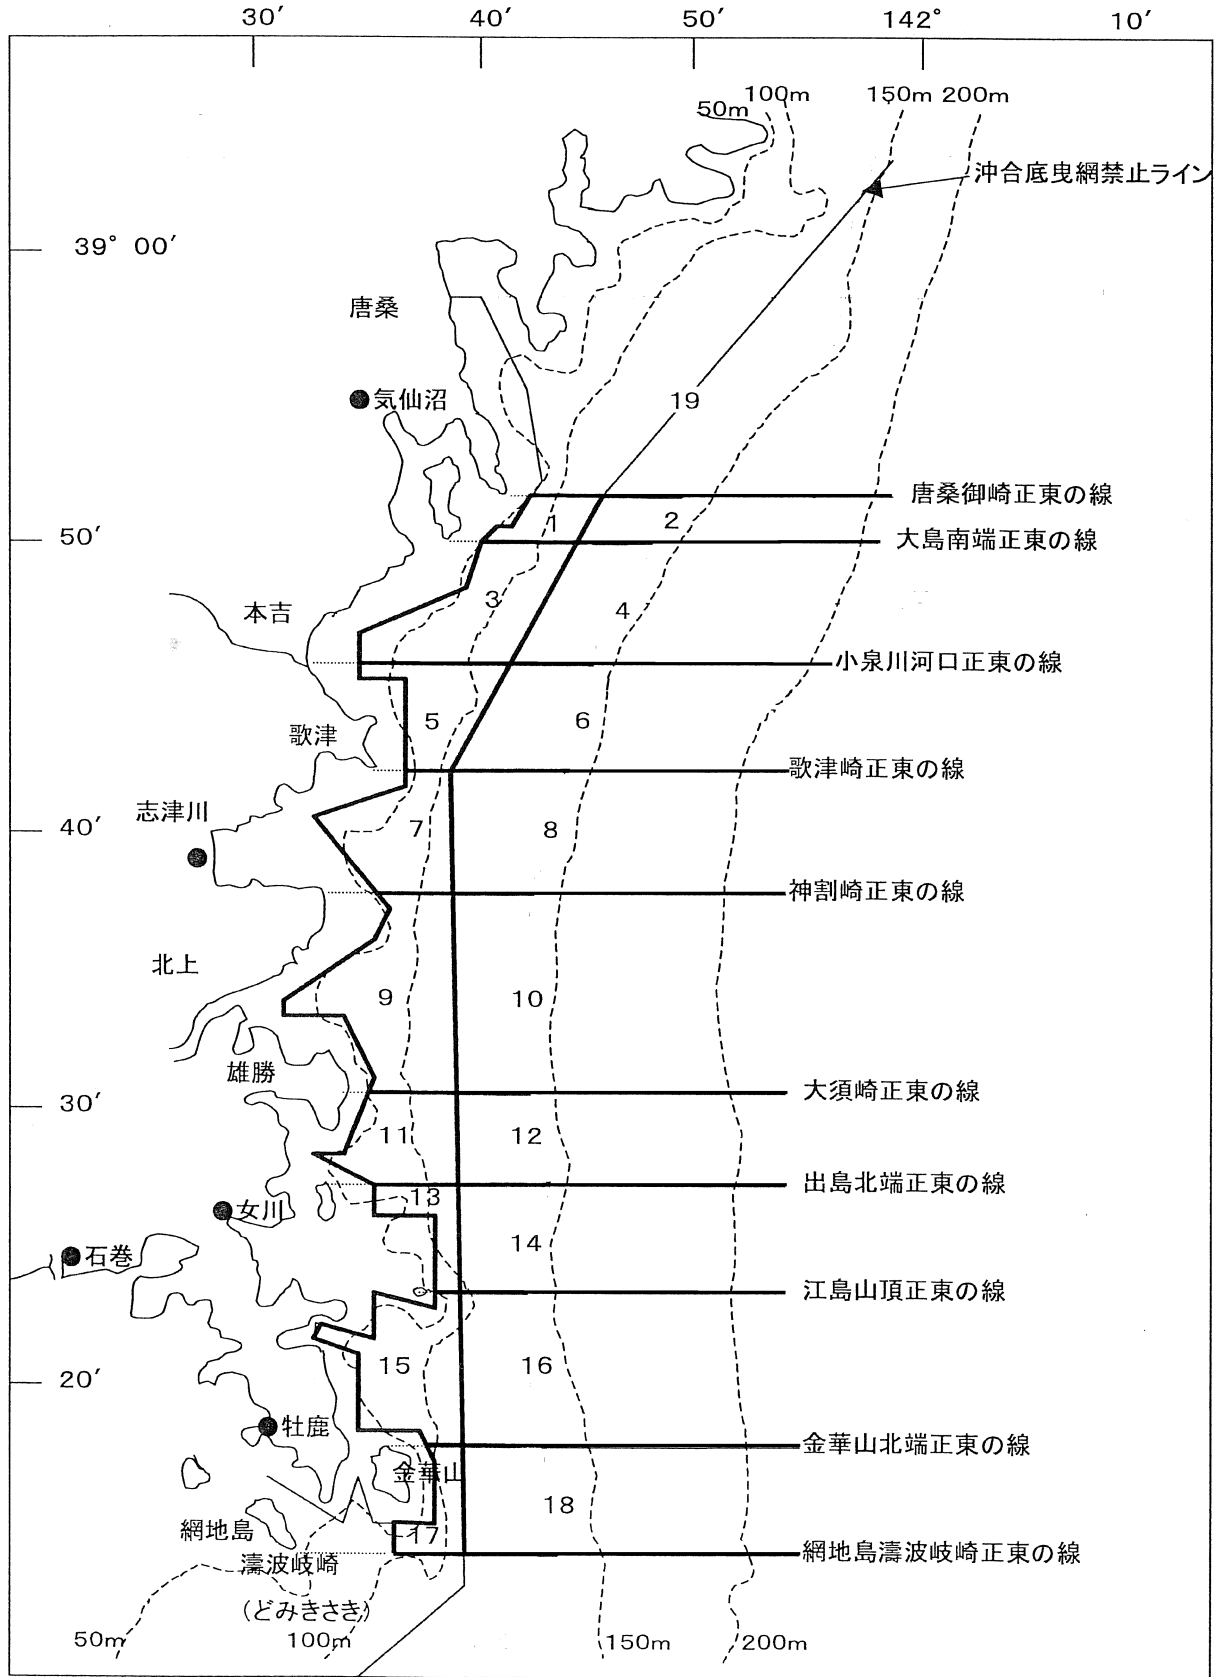 30′ 40′ 50′ 142° 10′
50m 100m 150m 200m
沖合底曳網禁止ライン
39° 00′
唐桑
気仙沼
19
唐桑御崎正東の線
1 2
50′
大島南端正東の線
3 4
本吉
小泉川河口正東の線
5 6
歌津
歌津崎正東の線
志津川
40′
7 8
神割崎正東の線
北上
9 10
雄勝
大須崎正東の線
30′
11 12
出島北端正東の線
13
女川
14
石巻
江島山頂正東の線
15 16
20′
牡鹿
金華山北端正東の線
金華山
18
網地島
17
濤波岐崎
網地島濤波岐崎正東の線
(どみきさき)
50m 100m 150m 200m